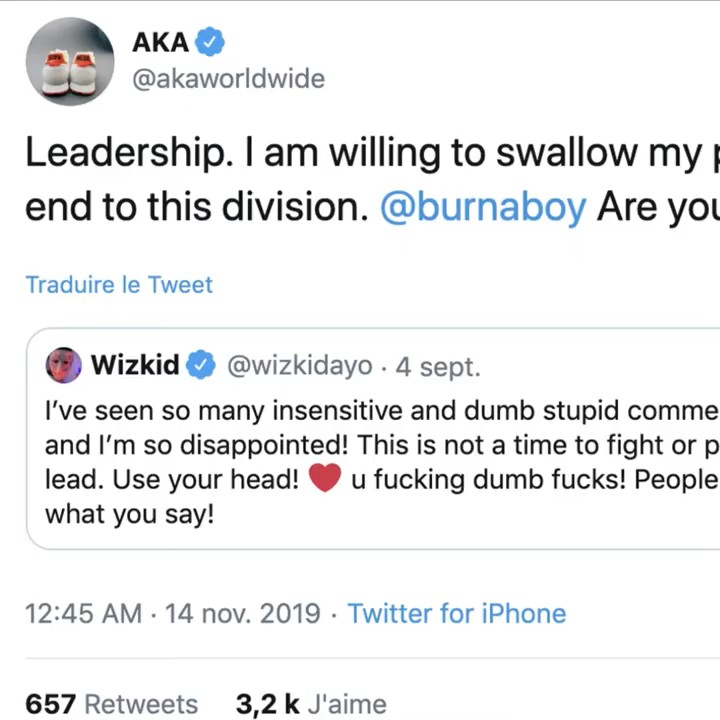 AKA
@akaworldwide
Leadership. I am willing to swallow my
end to this division. @burnaboy Are you
Traduire le Tweet
Wizkid @wizkidayo · 4 sept.
I've seen so many insensitive and dumb stupid comme
and I'm so disappointed! This is not a time to fight or p
lead. Use your head! ❤️ u fucking dumb fucks! People
what you say!
12:45 AM · 14 nov. 2019 · Twitter for iPhone
657 Retweets 3,2 k J'aime